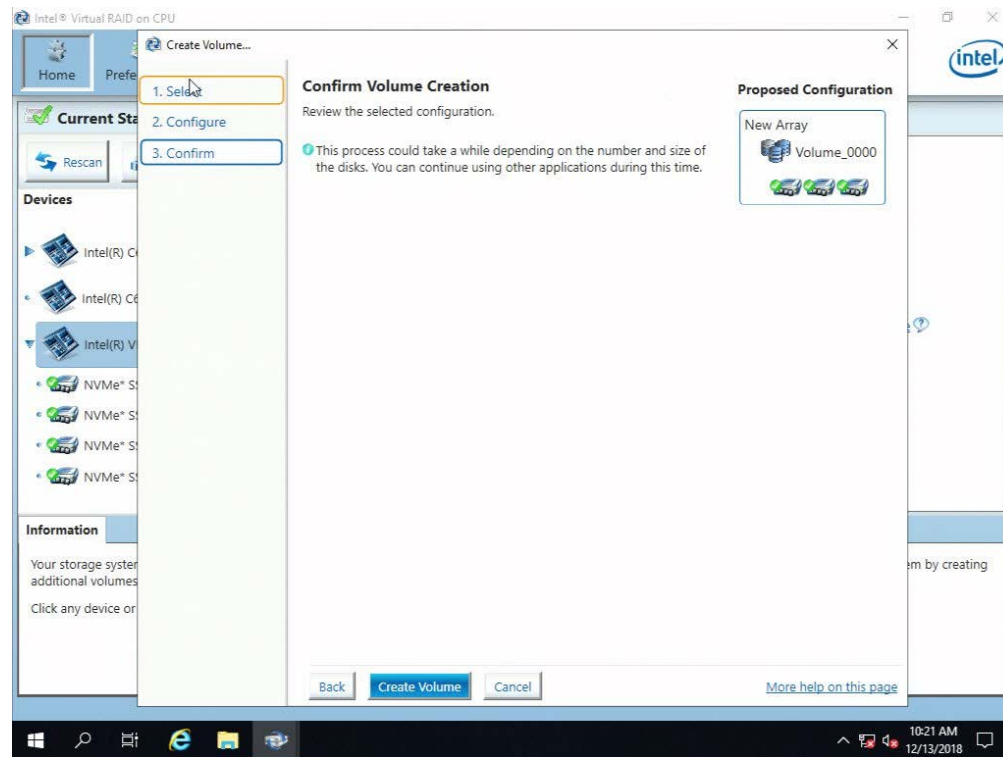 Intel® Virtual RAID on CPU
Create Volume...
Home
intel
1. Select
2. Configure
3. Confirm
Confirm Volume Creation
Review the selected configuration.
This process could take a while depending on the number and size of
the disks. You can continue using other applications during this time.
Proposed Configuration
New Array
Volume_0000
Current
Rescan
Devices
Intel(R)
Intel(R)
Intel(R)
NVMe*
NVMe*
NVMe*
NVMe*
Information
Your storage
by creating
additional volumes
Click any device or
Back
Create Volume
Cancel
More help on this page
10:21 AM
12/13/2018